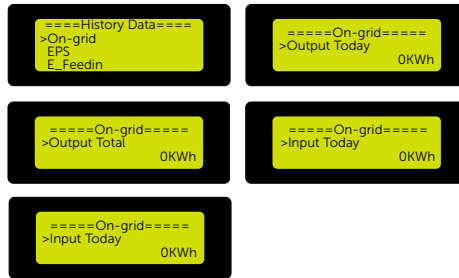 ====History Data====
>On-grid
EPS
E_Feedin
=====On-grid=====
>Output Today
0KWh
=====On-grid=====
>Output Total
0KWh
=====On-grid=====
>Input Today
0KWh
=====On-grid=====
>Input Today
0KWh